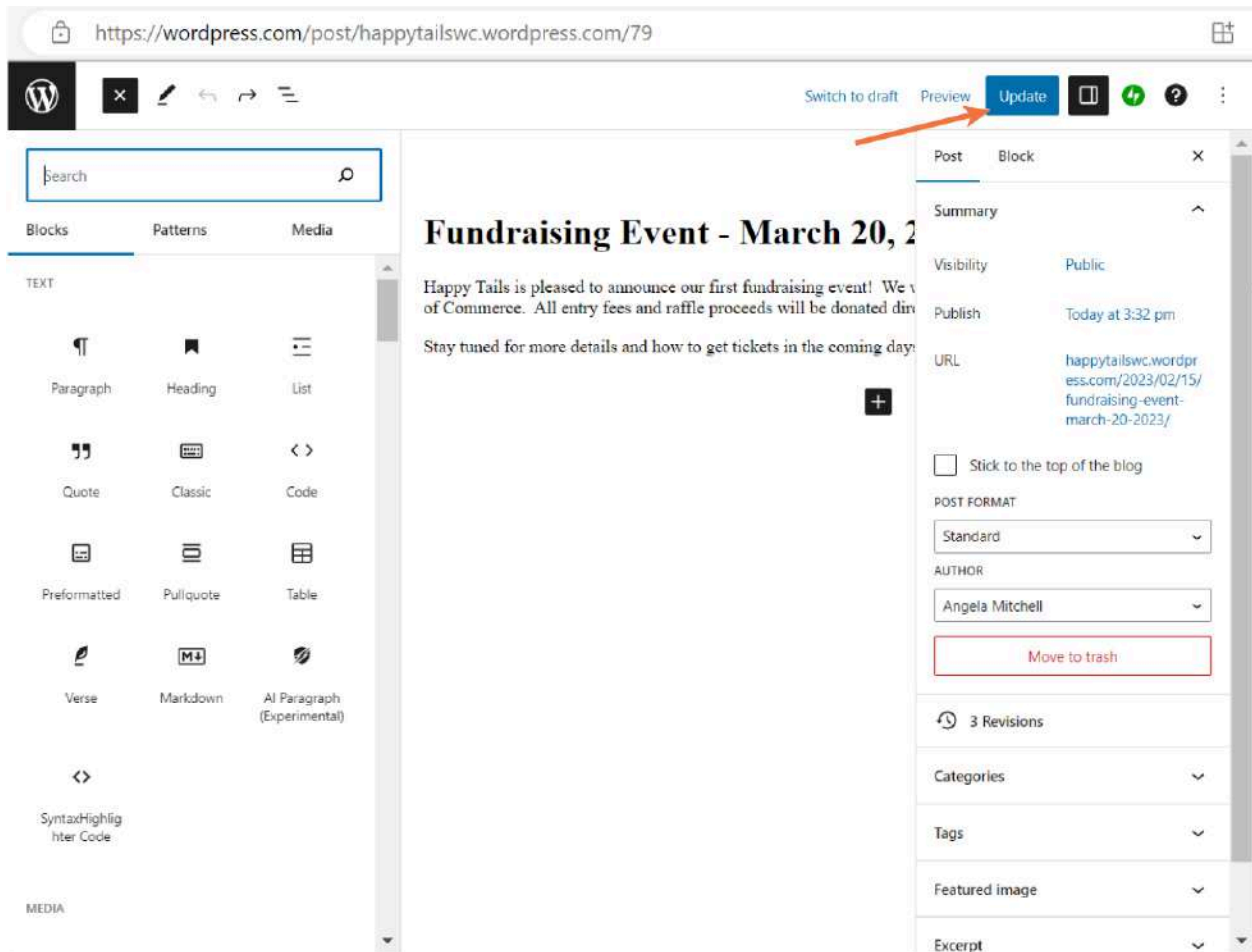 https://wordpress.com/post/happytailswc.wordpress.com/79
Switch to draft Preview Update
Search
Blocks Patterns Media
TEXT
Paragraph Heading List
Quote Classic Code
Preformatted Pullquote Table
Verse Markdown AI Paragraph
(Experimental)
SyntaxHighlig
hter Code
MEDIA
Fundraising Event - March 20, 2
Happy Tails is pleased to announce our first fundraising event! We
of Commerce. All entry fees and raffle proceeds will be donated
Stay tuned for more details and how to get tickets in the coming
Post Block
Summary
Visibility Public
Publish Today at 3:32 pm
URL happytailswc.wordpr
ess.com/2023/02/15/
fundraising-event-
march-20-2023/
Stick to the top of the blog
POST FORMAT
Standard
AUTHOR
Angela Mitchell
Move to trash
3 Revisions
Categories
Tags
Featured image
Excerpt